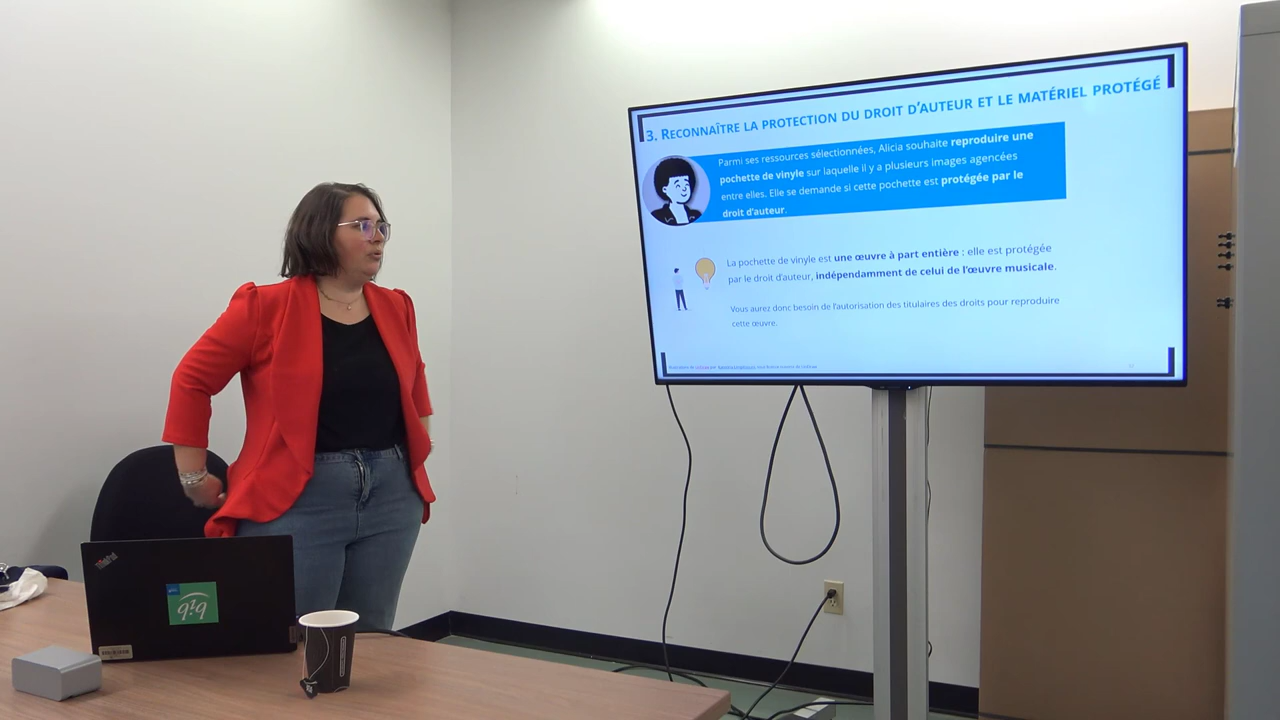 3. RECONNAÎTRE LA PROTECTION DU DROIT D'AUTEUR ET LE MATÉRIEL PROTÉGÉ
Parmi ses ressources sélectionnées, Alicia souhaite reproduire une
pochette de vinyle sur laquelle il y a plusieurs images agencées
entre elles. Elle se demande si cette pochette est protégée par le
droit d'auteur.
La pochette de vinyle est une œuvre à part entière : elle est protégée
par le droit d'auteur, indépendamment de celui de l'œuvre musicale.
Vous aurez donc besoin de l'autorisation des titulaires des droits pour reproduire
cette œuvre.
ThinkPad
bib